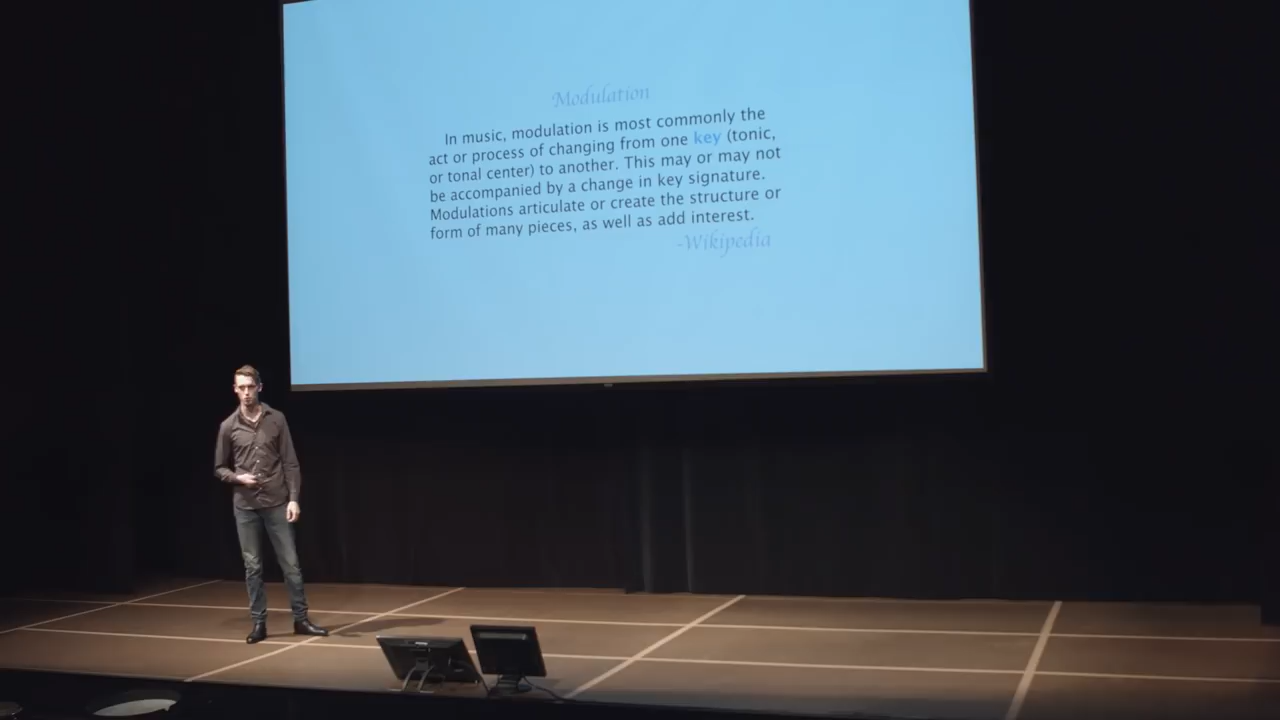 Modulation
In music, modulation is most commonly the
act or process of changing from one key (tonic,
or tonal center) to another. This may or may not
be accompanied by a change in key signature.
Modulations articulate or create the structure or
form of many pieces, as well as add interest.
-Wikipedia